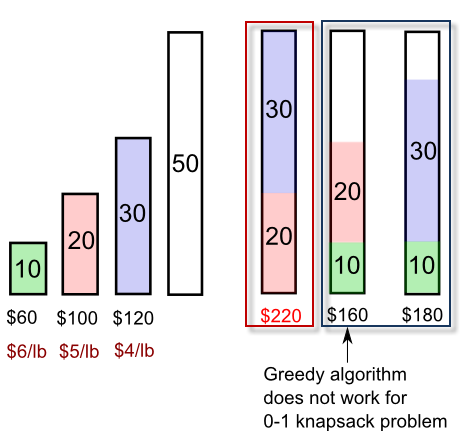 10
20
30
50
$60
$100
$120
$6/lb
$5/lb
$4/lb
30
20
$220
20
10
$160
30
10
$180
Greedy algorithm
does not work for
0-1 knapsack problem